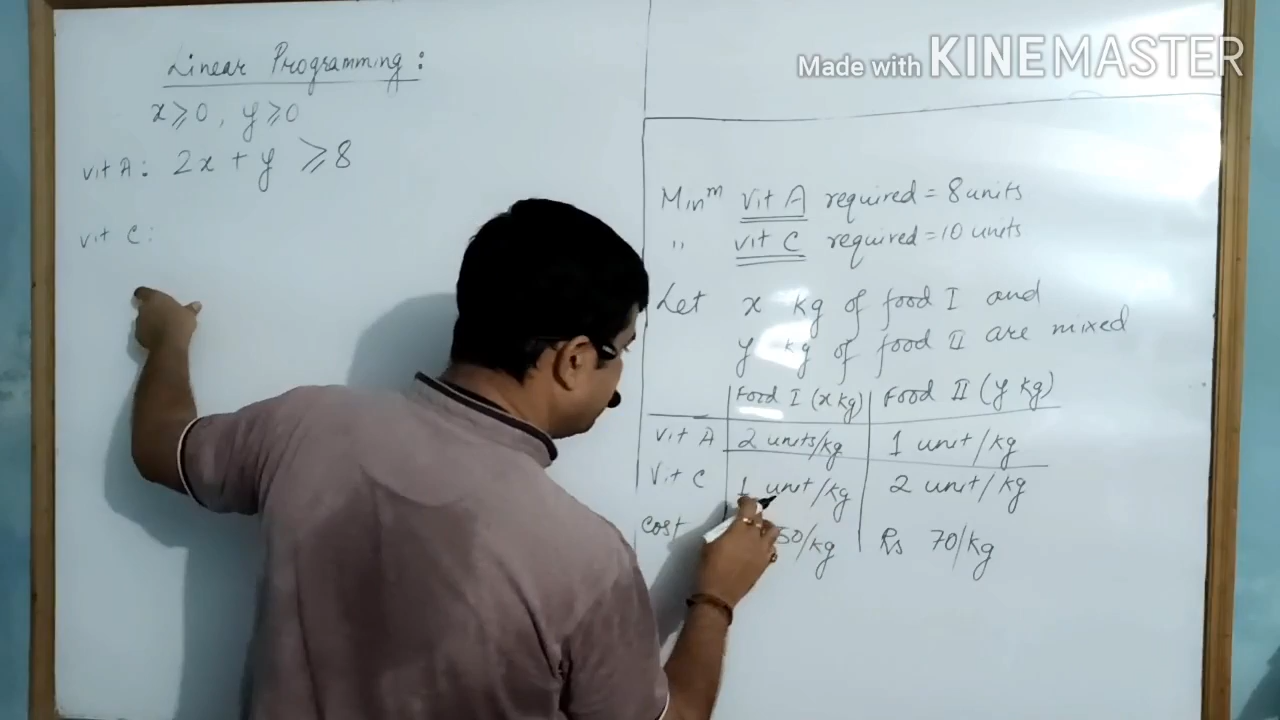 Made with KINEMASTER
Linear Programming :
x ⩾ 0 , y ⩾ 0
vit A : 2x + y ⩾ 8
vit C :
Minᵐ Vit A required = 8 units
" vit C required = 10 units
Let x kg of food I and
y kg of food II are mixed
Food I (x kg) Food II (y kg)
Vit A 2 units/kg 1 unit/kg
Vit C 1 unit/kg 2 unit/kg
cost 50/kg Rs 70/kg